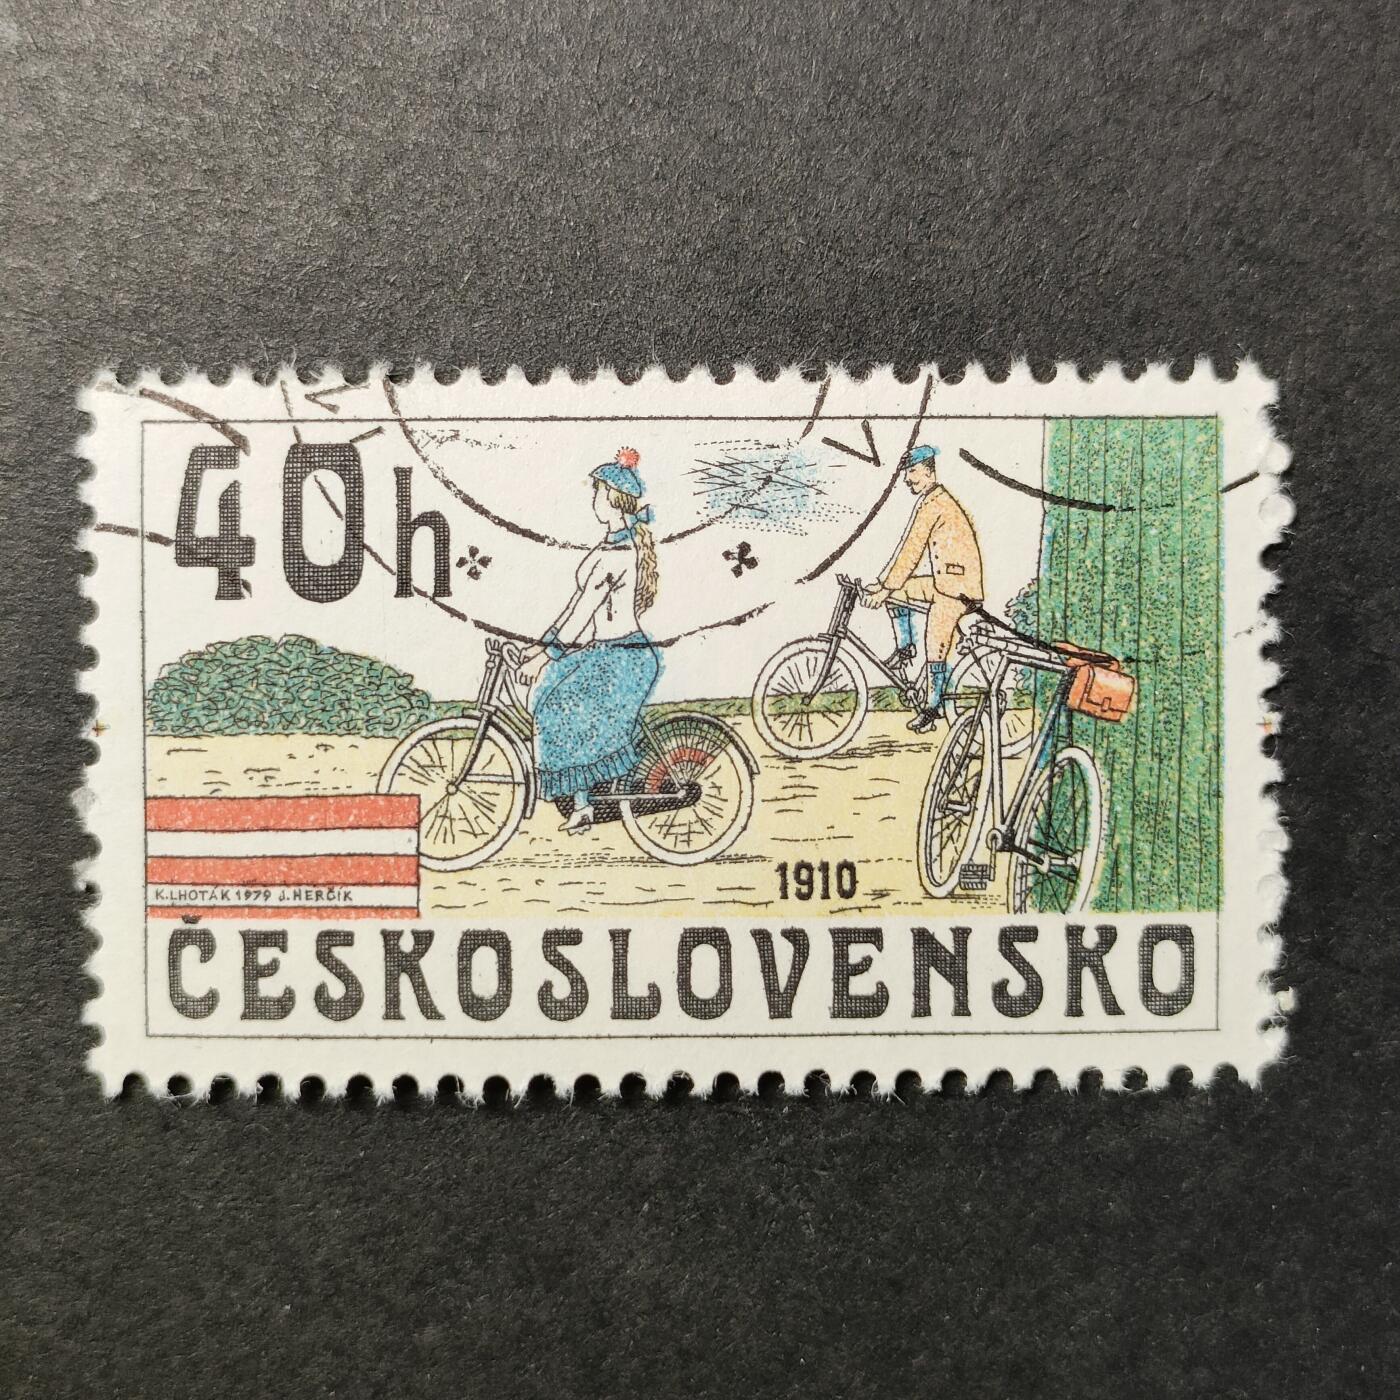 40h
1910
K.LHOTÁK 1979 J.HERČÍK
ČESKOSLOVENSKO